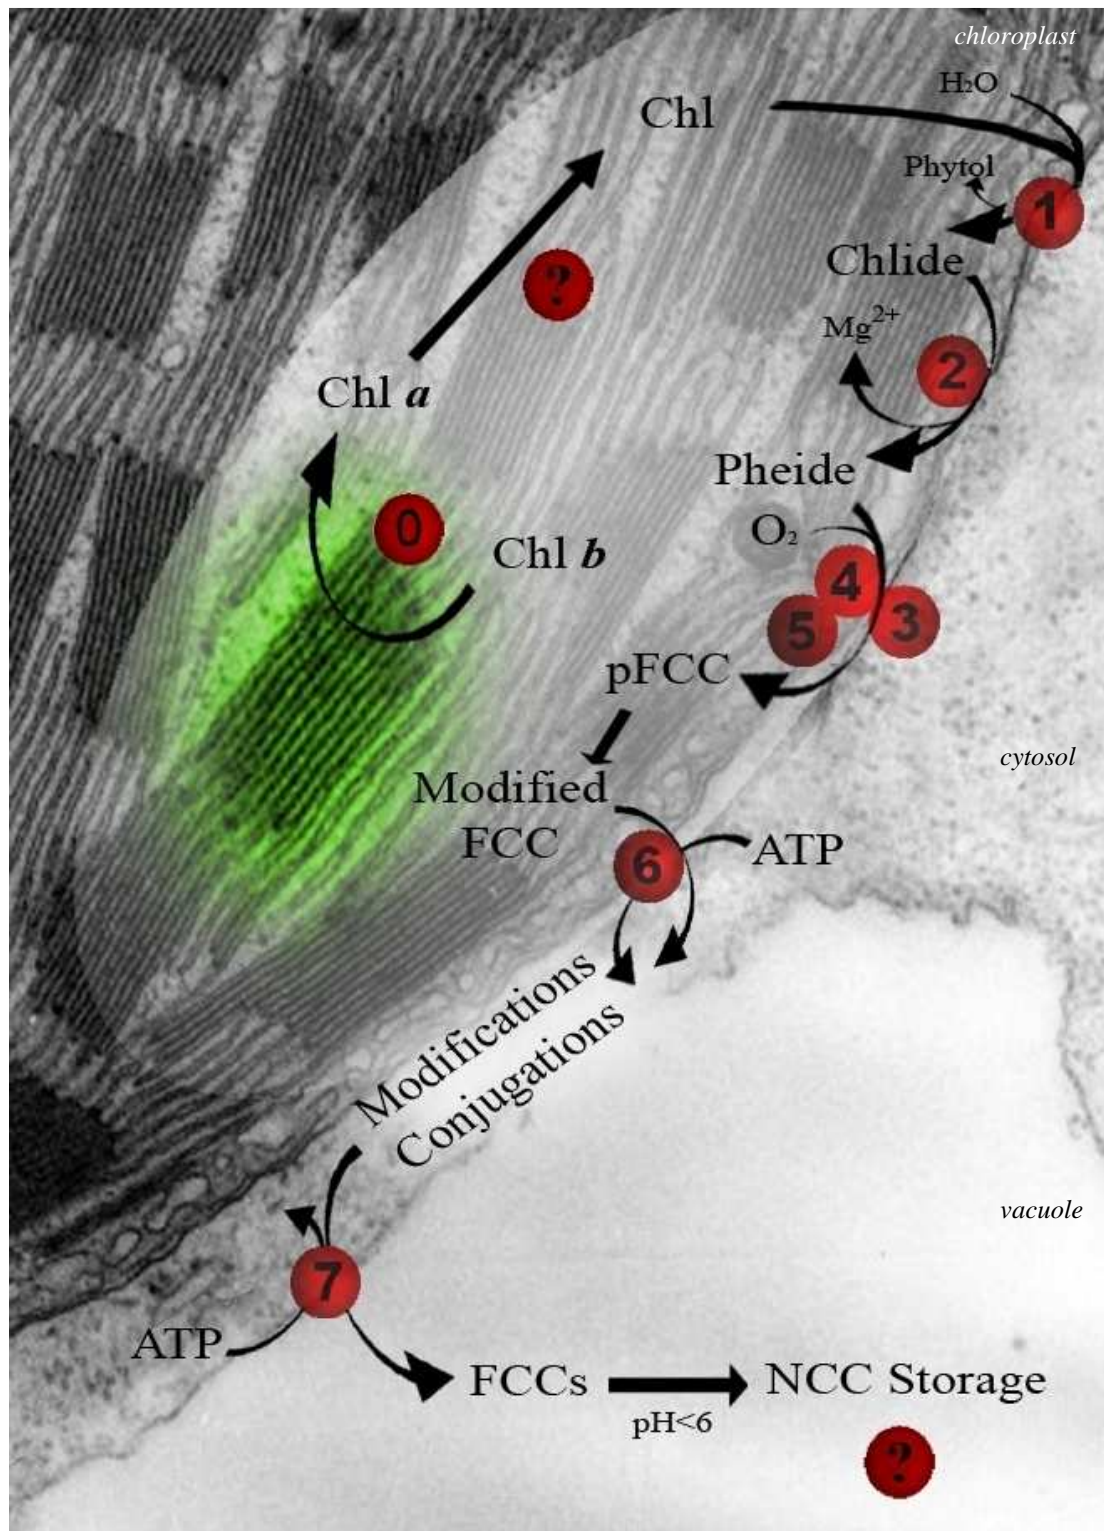 chloroplast
H₂O
Chl
Phytol
1
Chlide
?
Mg²⁺
2
Chl a
Pheide
O₂
0
Chl b
4
5
3
pFCC
cytosol
Modified
FCC
6
ATP
Modifications
Conjugations
vacuole
7
ATP
FCCs
NCC Storage
pH<6
?